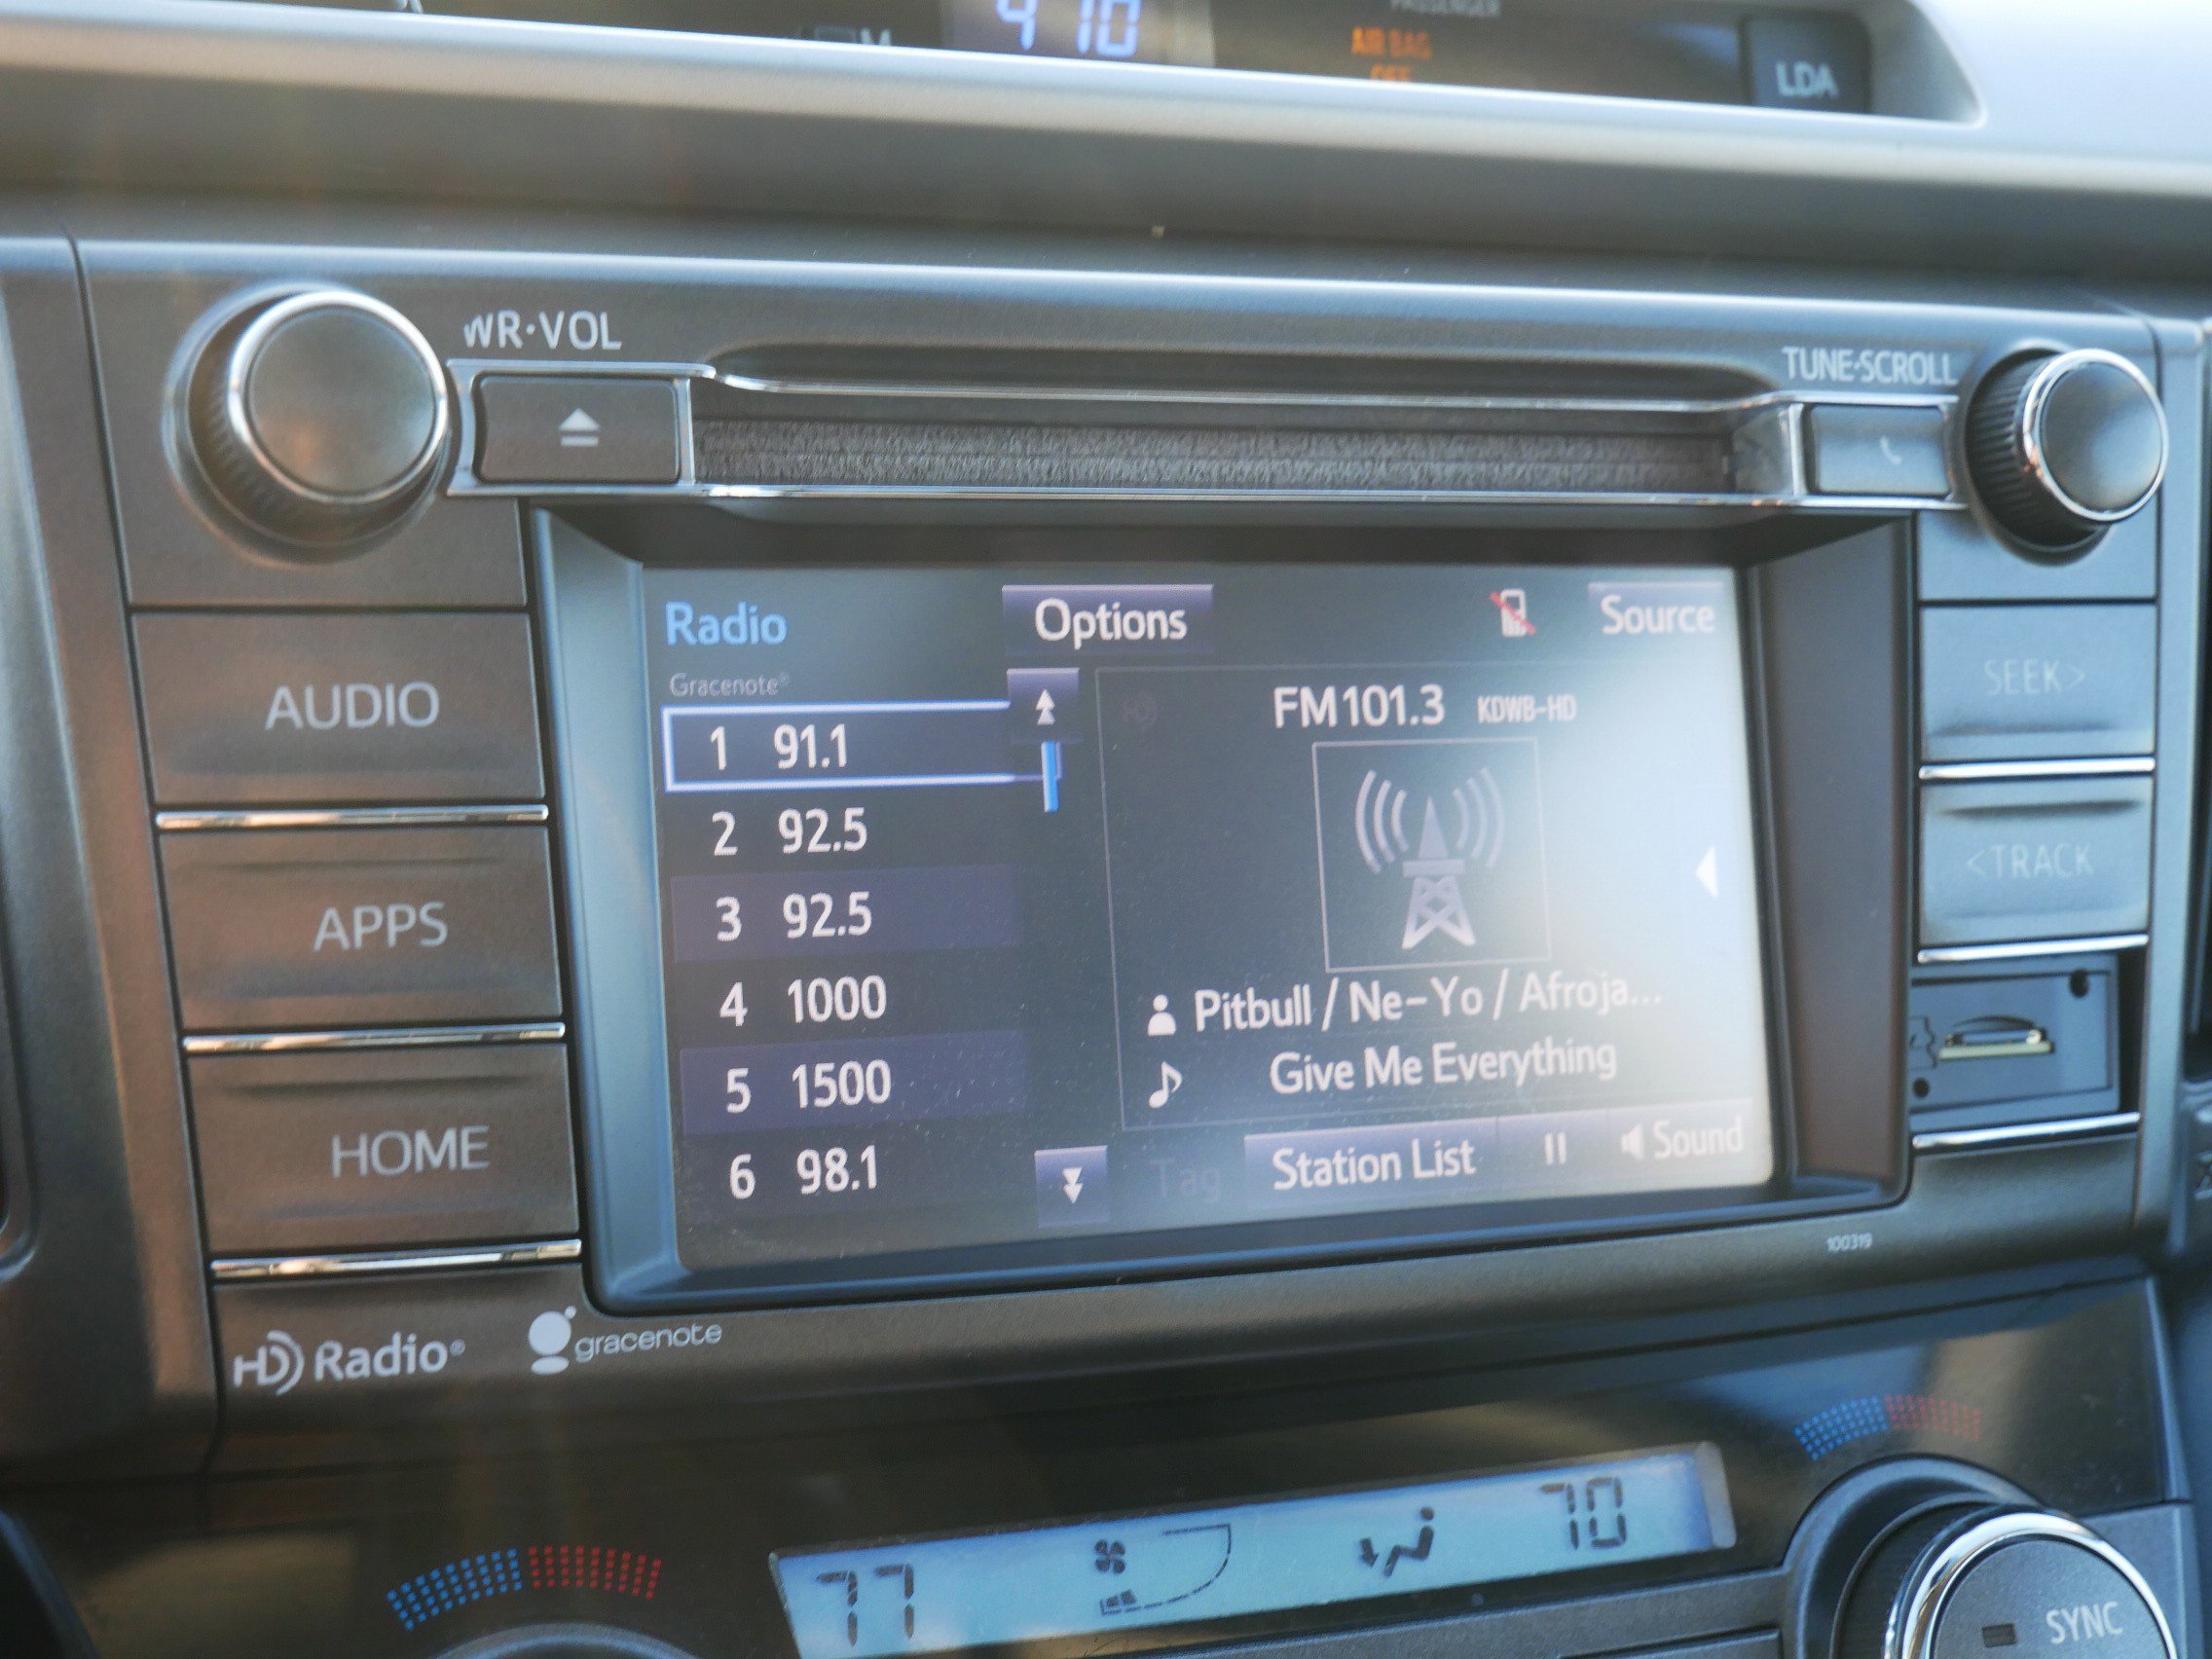 4 10
PASSENGER
AIR BAG
OFF
LDA
WR·VOL
TUNE·SCROLL
AUDIO
APPS
HOME
Radio
Options
Source
Gracenote®
1 91.1
2 92.5
3 92.5
4 1000
5 1500
6 98.1
FM101.3 KDWB-HD
Pitbull / Ne-Yo / Afroja...
Give Me Everything
Tag
Station List
Sound
SEEK>
<TRACK
100319
HD Radio®
gracenote
77
70
SYNC